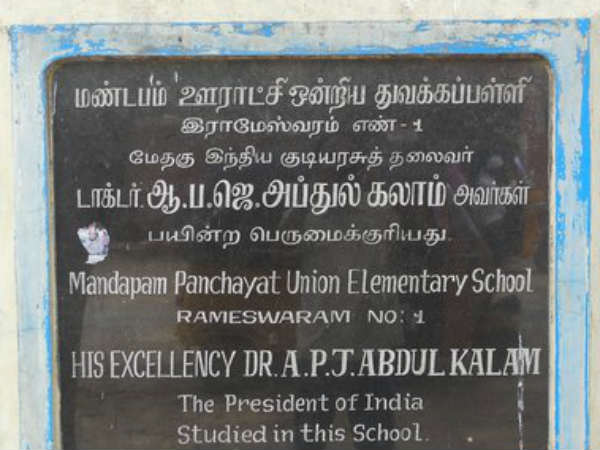 மண்டபம் ஊராட்சி ஒன்றிய துவக்கப்பள்ளி
இராமேஸ்வரம் எண் - 1
மேதகு இந்திய குடியரசுத் தலைவர்
டாக்டர். ஆ.ப.ஜெ.அப்துல் கலாம் அவர்கள்
பயின்ற பெருமைக்குரியது.
Mandapam Panchayat Union Elementary School
RAMESWARAM NO: 1
HIS EXCELLENCY DR. A.P.J. ABDUL KALAM
The President of India
Studied in this School.